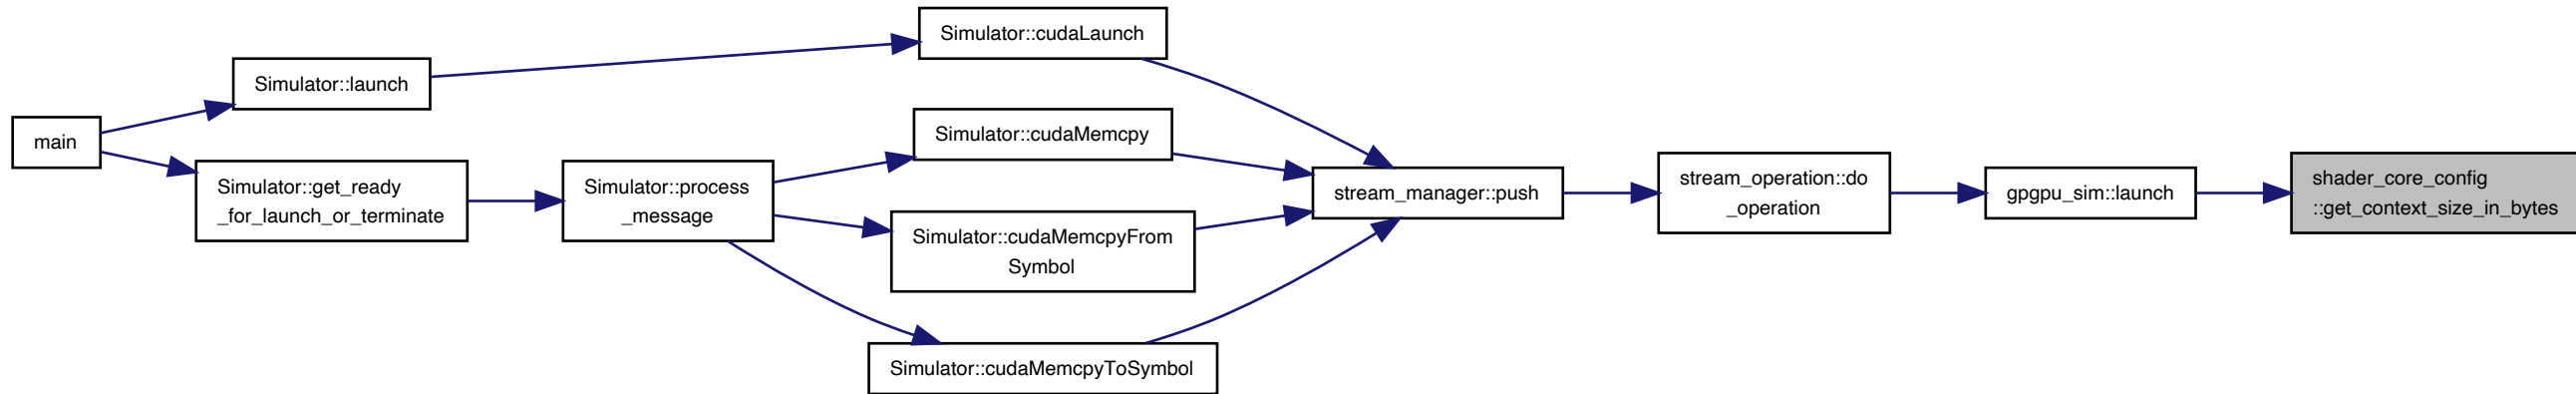 main
Simulator::launch
Simulator::get_ready
_for_launch_or_terminate
Simulator::process
_message
Simulator::cudaLaunch
Simulator::cudaMemcpy
Simulator::cudaMemcpyFrom
Symbol
Simulator::cudaMemcpyToSymbol
stream_manager::push
stream_operation::do
_operation
gpgpu_sim::launch
shader_core_config
::get_context_size_in_bytes